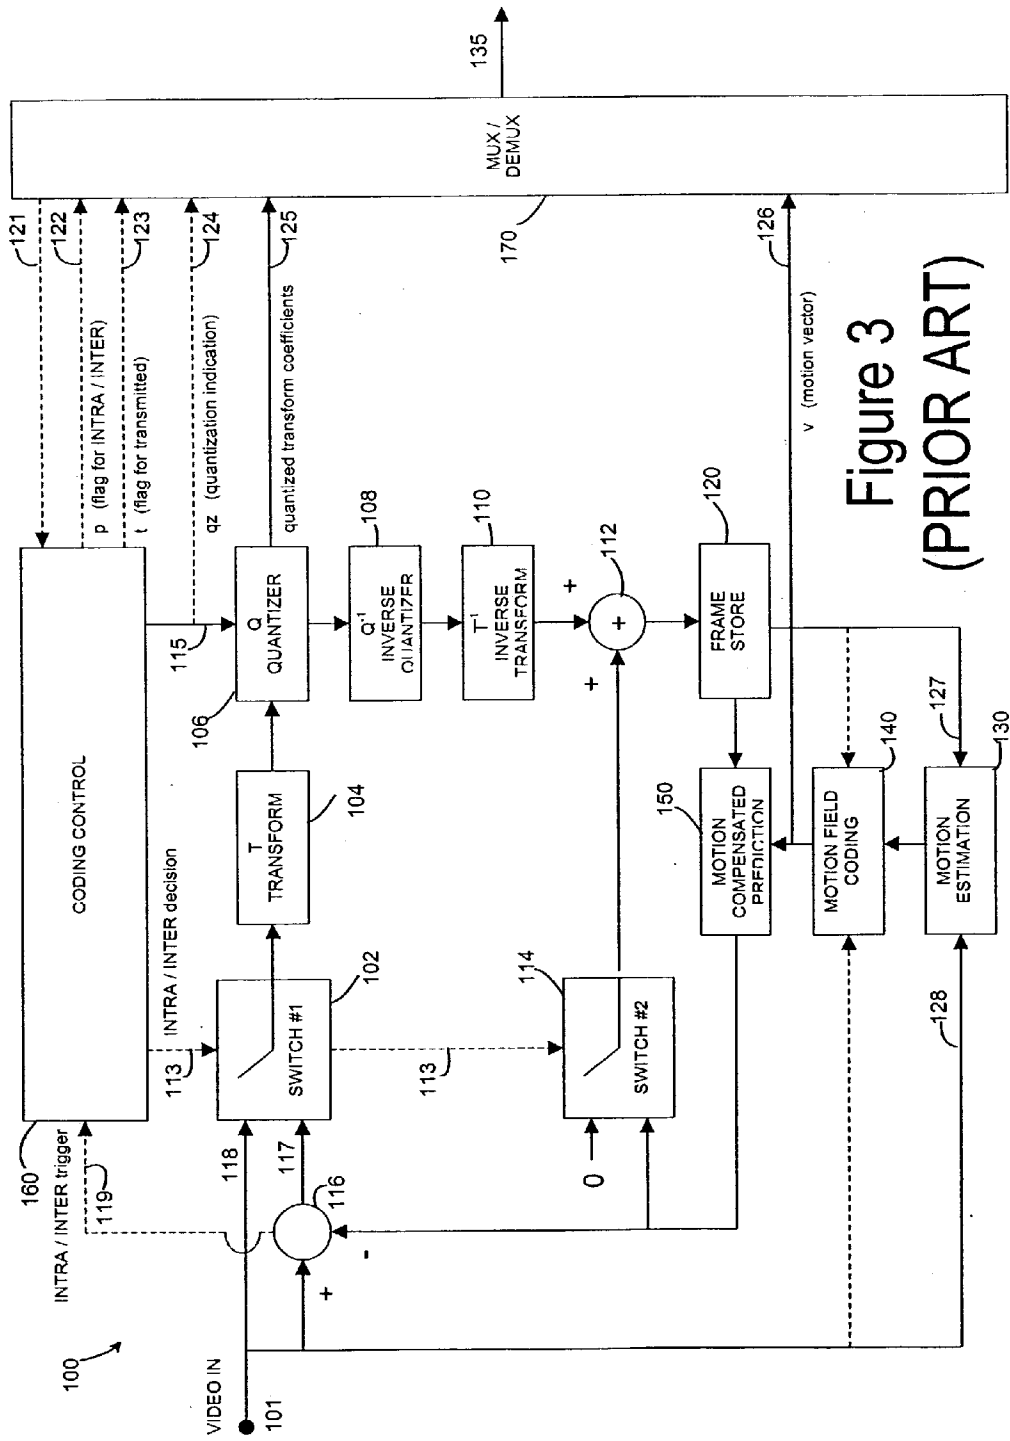 100
VIDEO IN
101
INTRA / INTER trigger
119
160
CODING CONTROL
121
122
p (flag for INTRA / INTER)
123
t (flag for transmitted)
124
qz (quantization indication)
INTRA / INTER decision
113
115
118
117
116
+
-
SWITCH #1
102
T
TRANSFORM
104
106
Q
QUANTIZER
125
quantized transform coefficients
Q-1
INVERSE
QUANTIZER
108
T-1
INVERSE
TRANSFORM
110
113
114
0
SWITCH #2
+
+
+
112
FRAME
STORE
120
150
MOTION
COMPENSATED
PREDICTION
MOTION FIELD
CODING
140
MOTION
ESTIMATION
130
127
128
126
v (motion vector)
MUX /
DEMUX
170
135
Figure 3
(PRIOR ART)